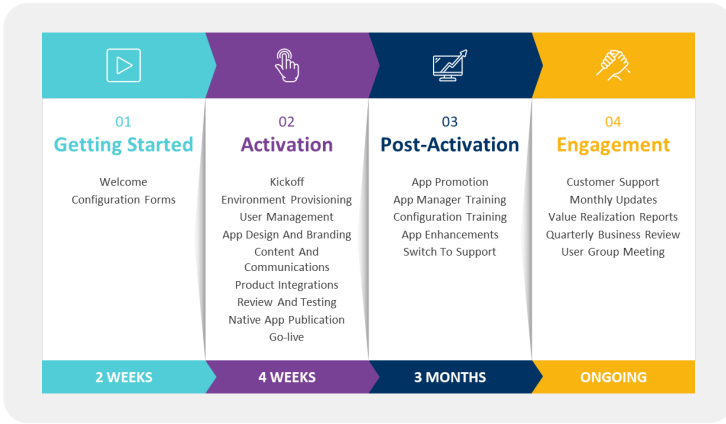 01
Getting Started
Welcome
Configuration Forms
2 WEEKS
02
Activation
Kickoff
Environment Provisioning
User Management
App Design And Branding
Content And
Communications
Product Integrations
Review And Testing
Native App Publication
Go-live
4 WEEKS
03
Post-Activation
App Promotion
App Manager Training
Configuration Training
App Enhancements
Switch To Support
3 MONTHS
04
Engagement
Customer Support
Monthly Updates
Value Realization Reports
Quarterly Business Review
User Group Meeting
ONGOING